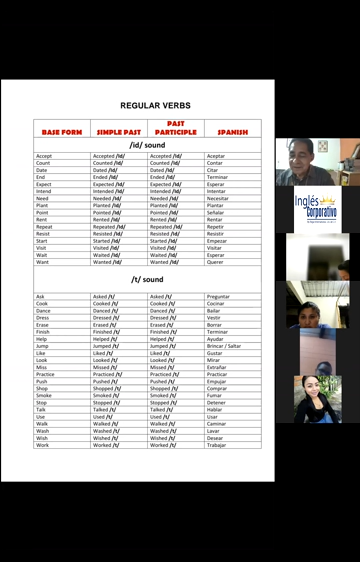 REGULAR VERBS
BASE FORM SIMPLE PAST PAST PARTICIPLE SPANISH
/id/ sound
Accept Accepted /id/ Accepted /id/ Aceptar
Count Counted /id/ Counted /id/ Contar
Date Dated /id/ Dated /id/ Citar
End Ended /id/ Ended /id/ Terminar
Expect Expected /id/ Expected /id/ Esperar
Intend Intended /id/ Intended /id/ Intentar
Need Needed /id/ Needed /id/ Necesitar
Plant Planted /id/ Planted /id/ Plantar
Point Pointed /id/ Pointed /id/ Señalar
Rent Rented /id/ Rented /id/ Rentar
Repeat Repeated /id/ Repeated /id/ Repetir
Resist Resisted /id/ Resisted /id/ Resistir
Start Started /id/ Started /id/ Empezar
Visit Visited /id/ Visited /id/ Visitar
Wait Waited /id/ Waited /id/ Esperar
Want Wanted /id/ Wanted /id/ Querer
/t/ sound
Ask Asked /t/ Asked /t/ Preguntar
Cook Cooked /t/ Cooked /t/ Cocinar
Dance Danced /t/ Danced /t/ Bailar
Dress Dressed /t/ Dressed /t/ Vestir
Erase Erased /t/ Erased /t/ Borrar
Finish Finished /t/ Finished /t/ Terminar
Help Helped /t/ Helped /t/ Ayudar
Jump Jumped /t/ Jumped /t/ Brincar / Saltar
Like Liked /t/ Liked /t/ Gustar
Look Looked /t/ Looked /t/ Mirar
Miss Missed /t/ Missed /t/ Extrañar
Practice Practiced /t/ Practiced /t/ Practicar
Push Pushed /t/ Pushed /t/ Empujar
Shop Shopped /t/ Shopped /t/ Comprar
Smoke Smoked /t/ Smoked /t/ Fumar
Stop Stopped /t/ Stopped /t/ Detener
Talk Talked /t/ Talked /t/ Hablar
Use Used /t/ Used /t/ Usar
Walk Walked /t/ Walked /t/ Caminar
Wash Washed /t/ Washed /t/ Lavar
Wish Wished /t/ Wished /t/ Desear
Work Worked /t/ Worked /t/ Trabajar
Inglés
Corporativo